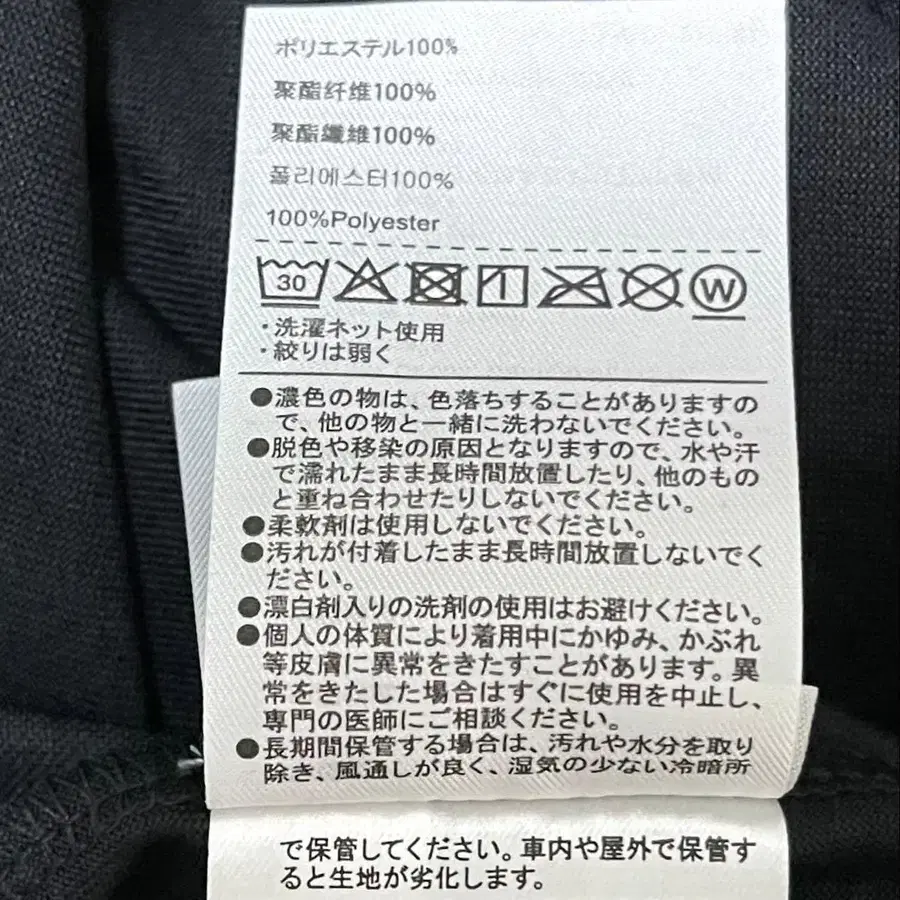 ポリエステル100%
聚酯纤维100%
聚酯纖維100%
폴리에스터100%
100%Polyester
30
W
・洗濯ネット使用
・絞りは弱く
●濃色の物は、色落ちすることがありますの
で、他の物と一緒に洗わないでください。
●脱色や移染の原因となりますので、水や汗
で濡れたまま長時間放置したり、他のもの
と重ね合わせたりしないでください。
●柔軟剤は使用しないでください。
●汚れが付着したまま長時間放置しないでく
ださい。
●漂白剤入りの洗剤の使用はお避けください。
●個人の体質により着用中にかゆみ、かぶれ
等皮膚に異常をきたすことがあります。異
常をきたした場合はすぐに使用を中止し、
専門の医師にご相談ください。
●長期間保管する場合は、汚れや水分を取り
除き、風通しが良く、湿気の少ない冷暗所
で保管してください。車内や屋外で保管す
ると生地が劣化します。